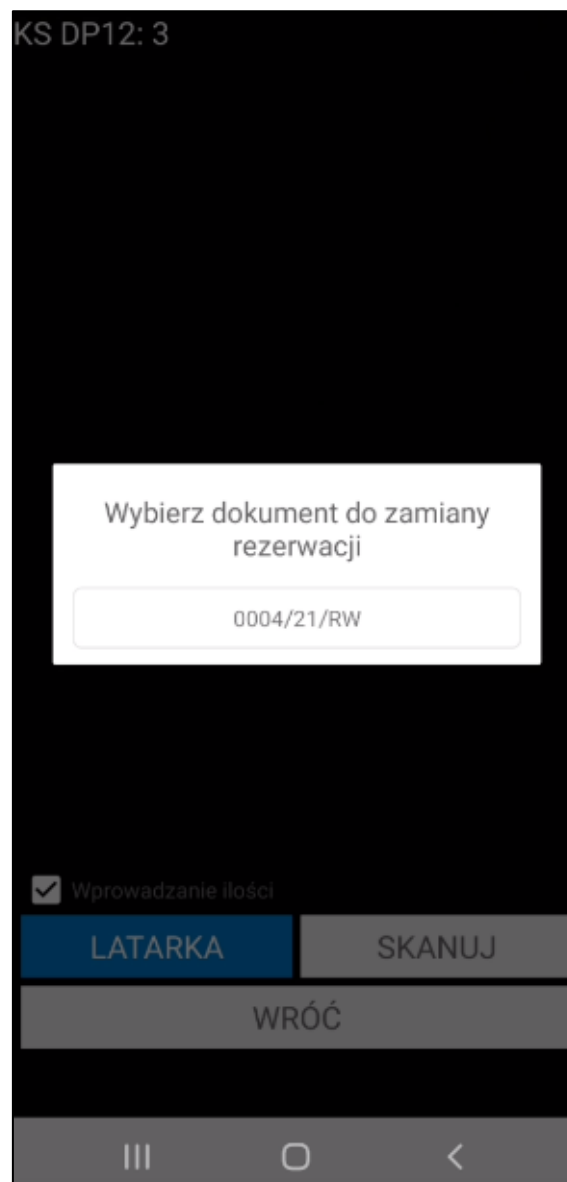 KS DP12: 3
Wybierz dokument do zamiany
rezerwacji
0004/21/RW
Wprowadzanie ilości
LATARKA SKANUJ
WRÓĆ